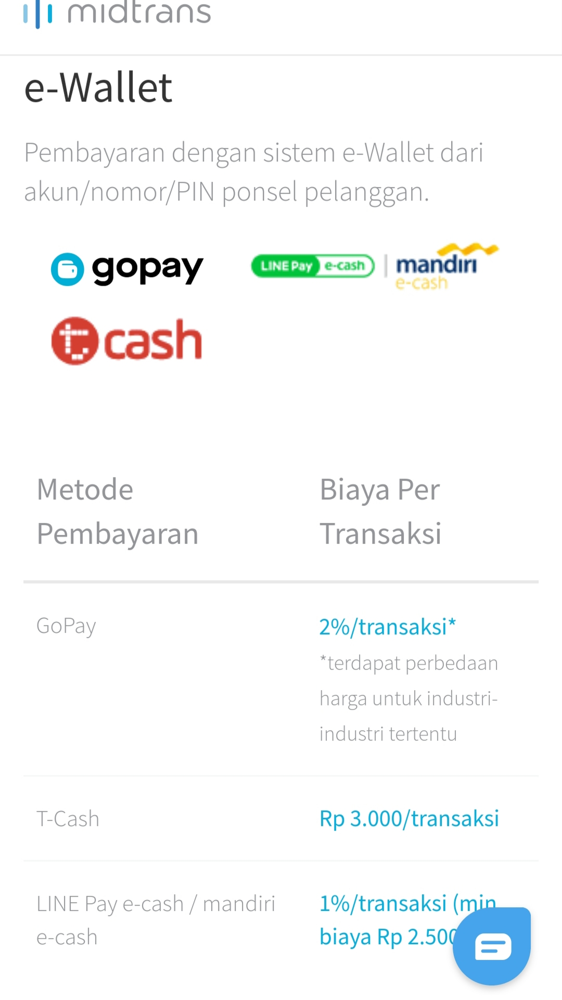 midtrans
e-Wallet
Pembayaran dengan sistem e-Wallet dari
akun/nomor/PIN ponsel pelanggan.
gopay
LINE Pay e-cash | mandiri
e-cash
t cash
Metode
Pembayaran
Biaya Per
Transaksi
GoPay
2%/transaksi*
*terdapat perbedaan
harga untuk industri-
industri tertentu
T-Cash
Rp 3.000/transaksi
LINE Pay e-cash / mandiri
e-cash
1%/transaksi (min
biaya Rp 2.500